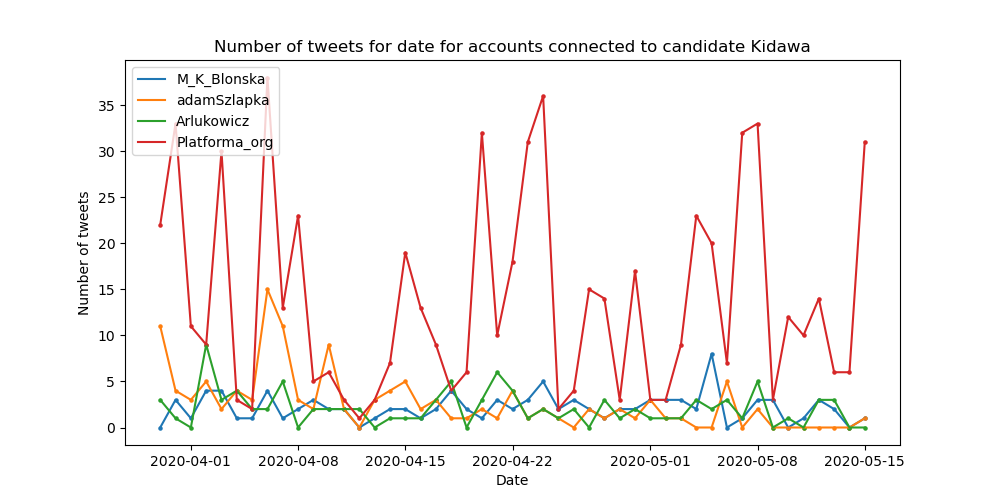 Number of tweets for date for accounts connected to candidate Kidawa
M_K_Blonska
adamSzlapka
Arlukowicz
Platforma_org
Number of tweets
35
30
25
20
15
10
5
0
2020-04-01 2020-04-08 2020-04-15 2020-04-22 2020-05-01 2020-05-08 2020-05-15
Date